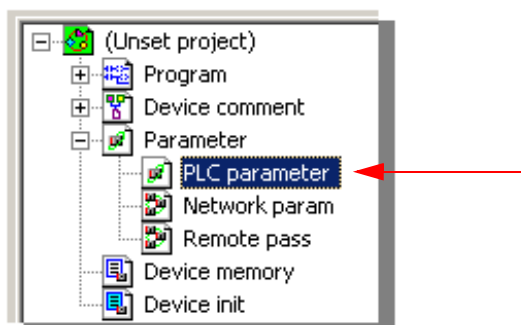 (Unset project)
Program
Device comment
Parameter
PLC parameter
Network param
Remote pass
Device memory
Device init